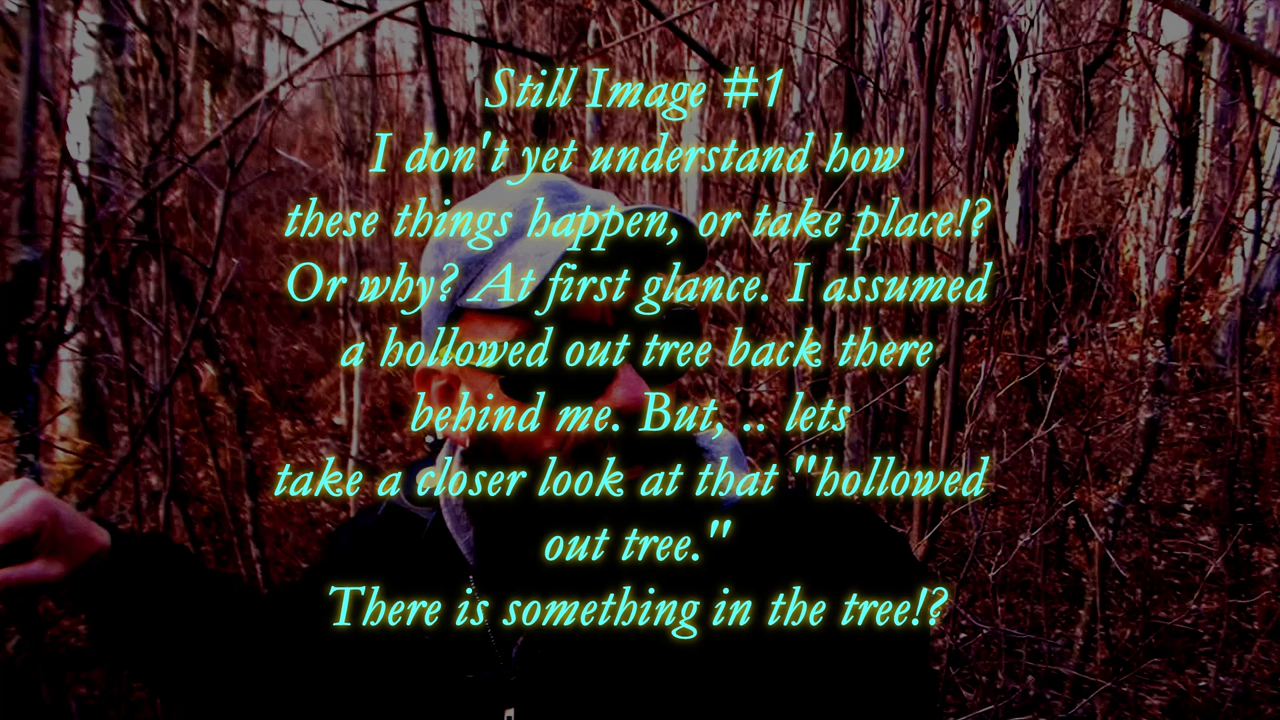 Still Image #1
I don't yet understand how
these things happen, or take place!?
Or why? At first glance. I assumed
a hollowed out tree back there
behind me. But, .. lets
take a closer look at that "hollowed
out tree."
There is something in the tree!?